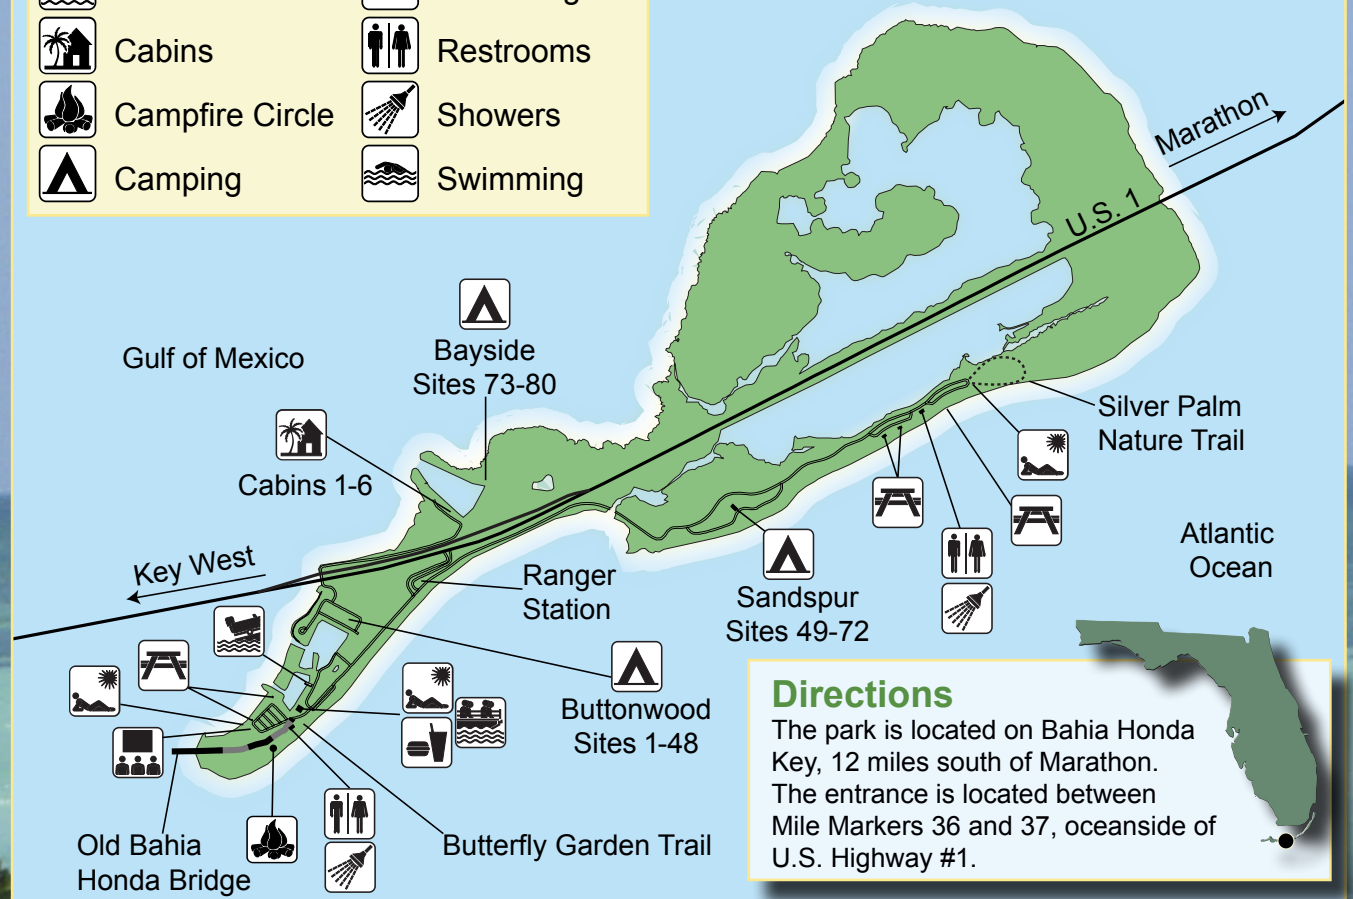 Cabins
Restrooms
Campfire Circle
Showers
Camping
Swimming
Marathon
U.S. 1
Gulf of Mexico
Bayside
Sites 73-80
Cabins 1-6
Silver Palm
Nature Trail
Atlantic
Ocean
Key West
Ranger
Station
Sandspur
Sites 49-72
Buttonwood
Sites 1-48
Old Bahia
Honda Bridge
Butterfly Garden Trail
Directions
The park is located on Bahia Honda
Key, 12 miles south of Marathon.
The entrance is located between
Mile Markers 36 and 37, oceanside of
U.S. Highway #1.